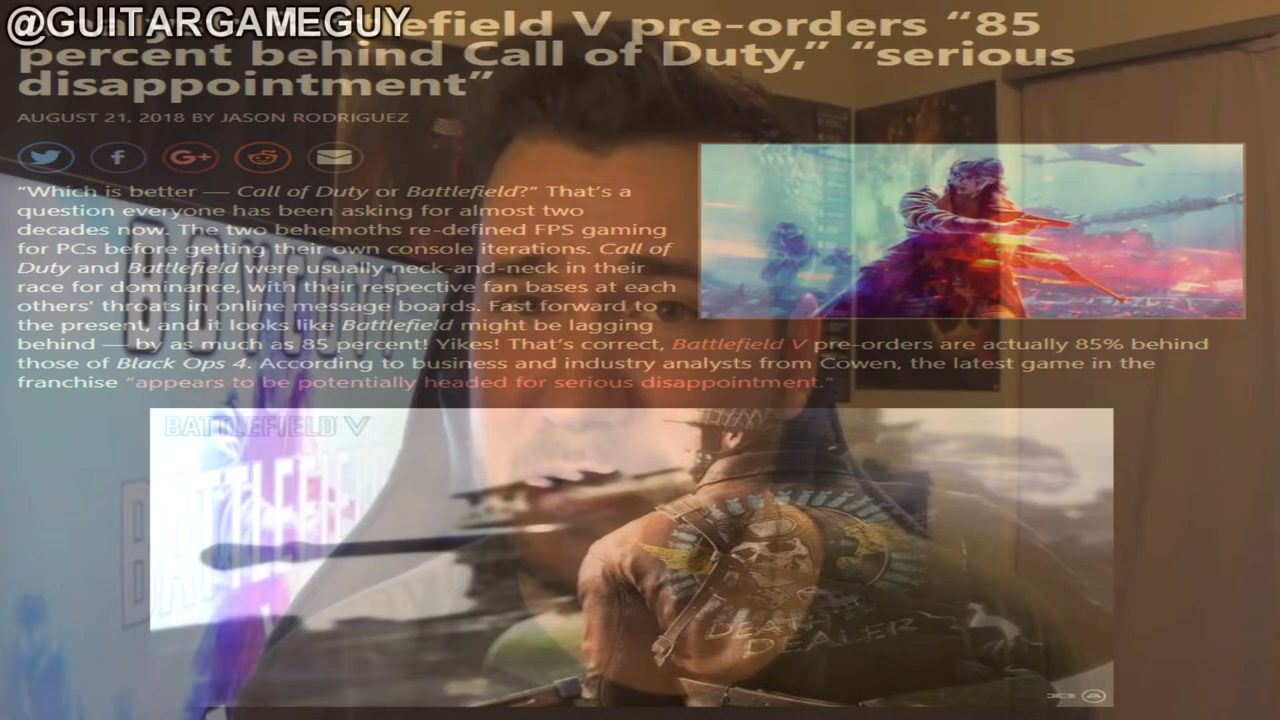 @GUITARGAMEGUY
Battlefield V pre-orders “85
percent behind Call of Duty,” “serious
disappointment”
AUGUST 21, 2018 BY JASON RODRIGUEZ
“Which is better — Call of Duty or Battlefield?” That’s a
question everyone has been asking for almost two
decades now. The two behemoths re-defined FPS gaming
for PCs before getting their own console iterations. Call of
Duty and Battlefield were usually neck-and-neck in their
race for dominance, with their respective fan bases at each
others’ throats in online message boards. Fast forward to
the present, and it looks like Battlefield might be lagging
behind — by as much as 85 percent! Yikes! That’s correct, Battlefield V pre-orders are actually 85% behind
those of Black Ops 4. According to business and industry analysts from Cowen, the latest game in the
franchise “appears to be potentially headed for serious disappointment.”
BOYCOTT
BATTLEFIELD V
BATTLEFIELD
DEATH
DEALER
DICE EA